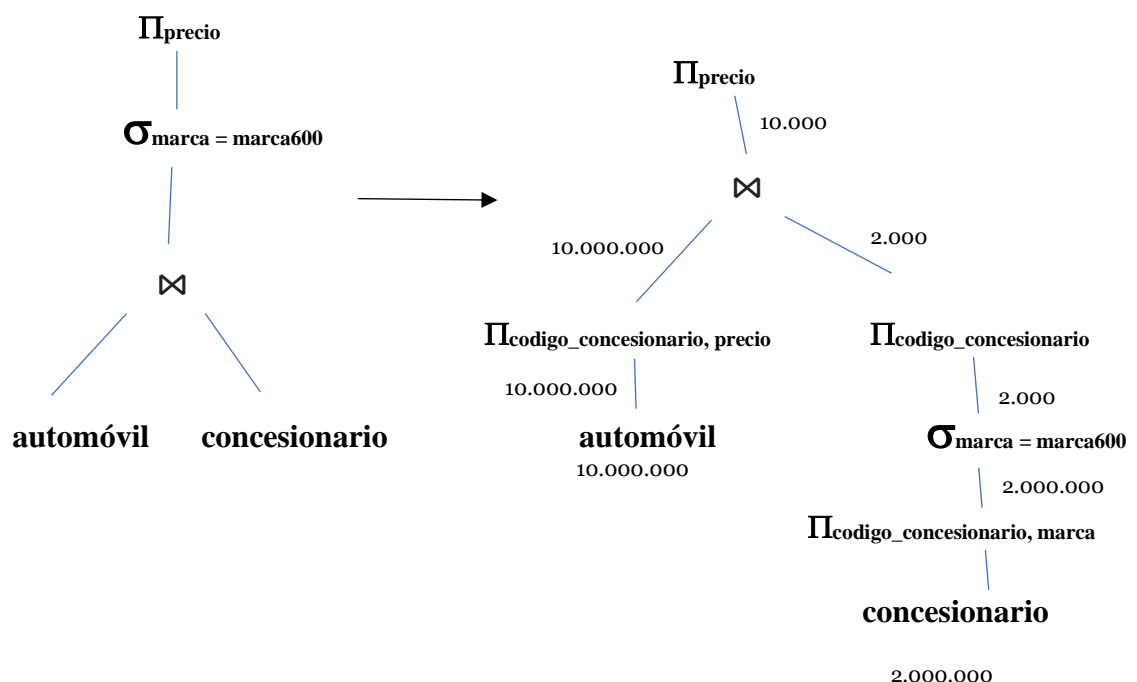 Πprecio
σmarca = marca600
⋈
automóvil concesionario
Πprecio
10.000
⋈
10.000.000
2.000
Πcodigo_concesionario, precio
Πcodigo_concesionario
10.000.000
2.000
automóvil
σmarca = marca600
10.000.000
2.000.000
Πcodigo_concesionario, marca
concesionario
2.000.000